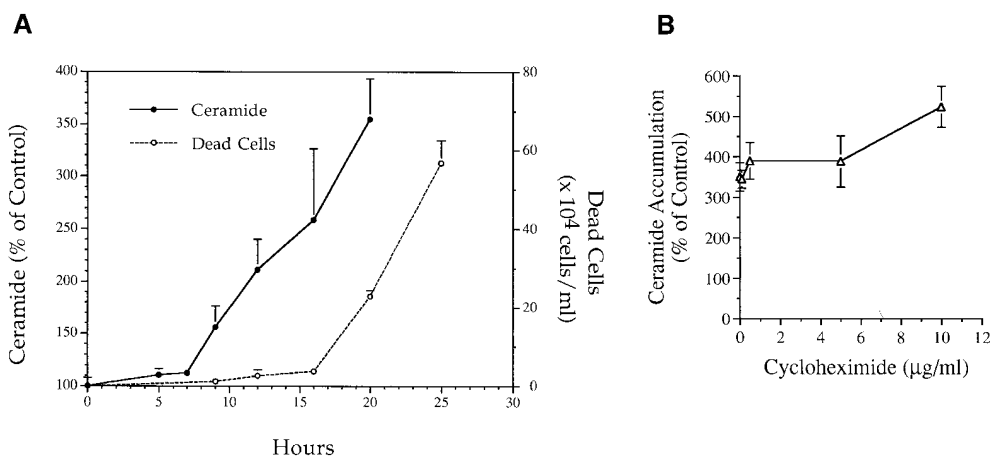 A
B
400
350
300
250
200
150
100
Ceramide (% of Control)
Ceramide
Dead Cells
80
60
40
20
0
Dead Cells
(x 10⁴ cells/ml)
0 5 10 15 20 25 30
Hours
600
500
400
300
200
100
0
Ceramide Accumulation
(% of Control)
0 2 4 6 8 10 12
Cycloheximide (μg/ml)